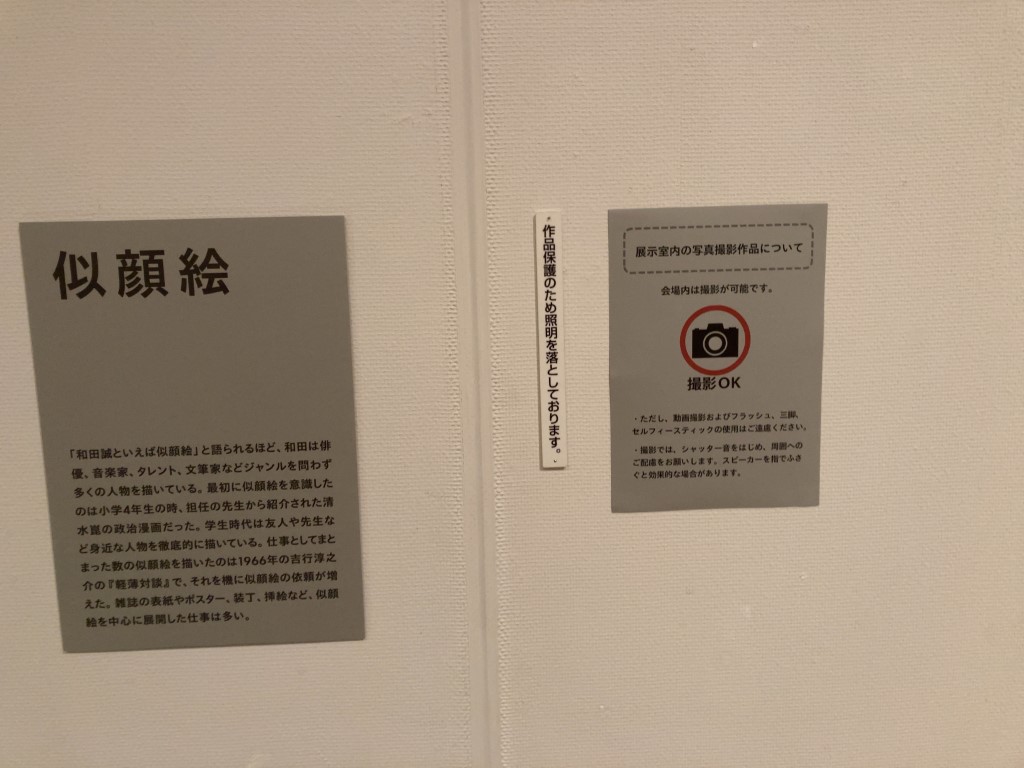 似顔絵
「和田誠といえば似顔絵」と語られるほど、和田は俳
優、音楽家、タレント、文筆家などジャンルを問わず
多くの人物を描いている。最初に似顔絵を意識した
のは小学4年生の時、担任の先生から紹介された清
水崑の政治漫画だった。学生時代は友人や先生な
ど身近な人物を徹底的に描いている。仕事としてまと
まった数の似顔絵を描いたのは1966年の吉行淳之
介の『軽薄対談』で、それを機に似顔絵の依頼が増
えた。雑誌の表紙やポスター、装丁、挿絵など、似顔
絵を中心に展開した仕事は多い。
作品保護のため照明を落としております。
展示室内の写真撮影作品について
会場内は撮影が可能です。
撮影OK
・ただし、動画撮影およびフラッシュ、三脚、
セルフィースティックの使用はご遠慮ください。
・撮影では、シャッター音をはじめ、周囲への
ご配慮をお願いします。スピーカーを指でふさ
ぐと効果的な場合があります。